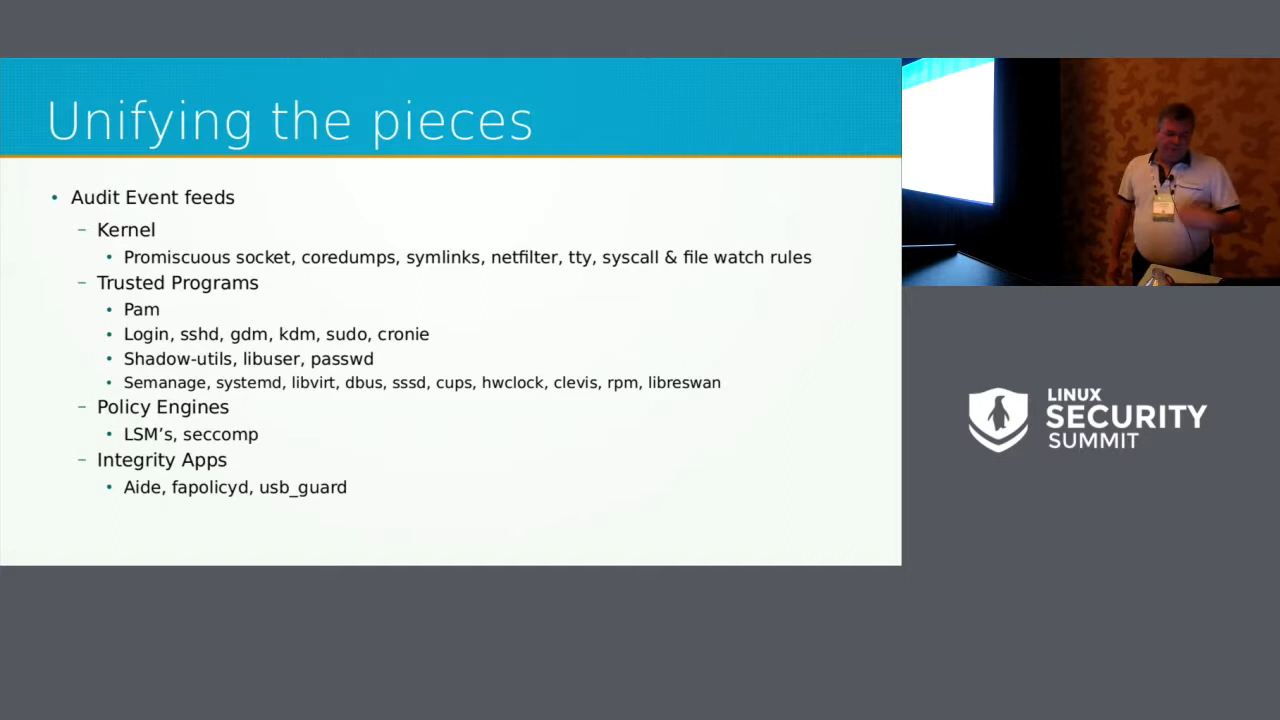 Unifying the pieces
• Audit Event feeds
– Kernel
• Promiscuous socket, coredumps, symlinks, netfilter, tty, syscall & file watch rules
– Trusted Programs
• Pam
• Login, sshd, gdm, kdm, sudo, cronie
• Shadow-utils, libuser, passwd
• Semanage, systemd, libvirt, dbus, sssd, cups, hwclock, clevis, rpm, libreswan
– Policy Engines
• LSM’s, seccomp
– Integrity Apps
• Aide, fapolicyd, usb_guard
LINUX
SECURITY
SUMMIT